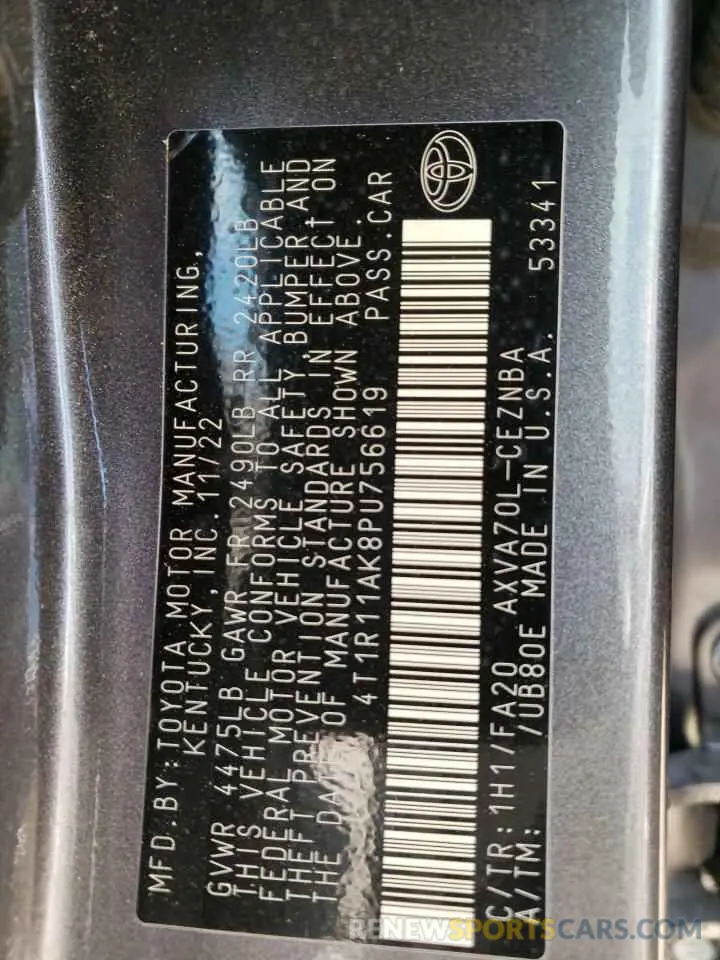 MFD.BY:TOYOTA MOTOR MANUFACTURING,
KENTUCKY, INC. 11/22
GVWR 4475LB GAWR FR 2490LB RR 2420LB
THIS VEHICLE CONFORMS TO ALL APPLICABLE
FEDERAL MOTOR VEHICLE SAFETY, BUMPER AND
THEFT PREVENTION STANDARDS IN EFFECT ON
THE DATE OF MANUFACTURE SHOWN ABOVE.
4T1R11AK8PU756619 PASS.CAR
C/TR:1H1/FA20 AXVA70L-CEZNBA
A/TM: /UB80E MADE IN U.S.A. 53341
RENEWSPORTSCARS.COM